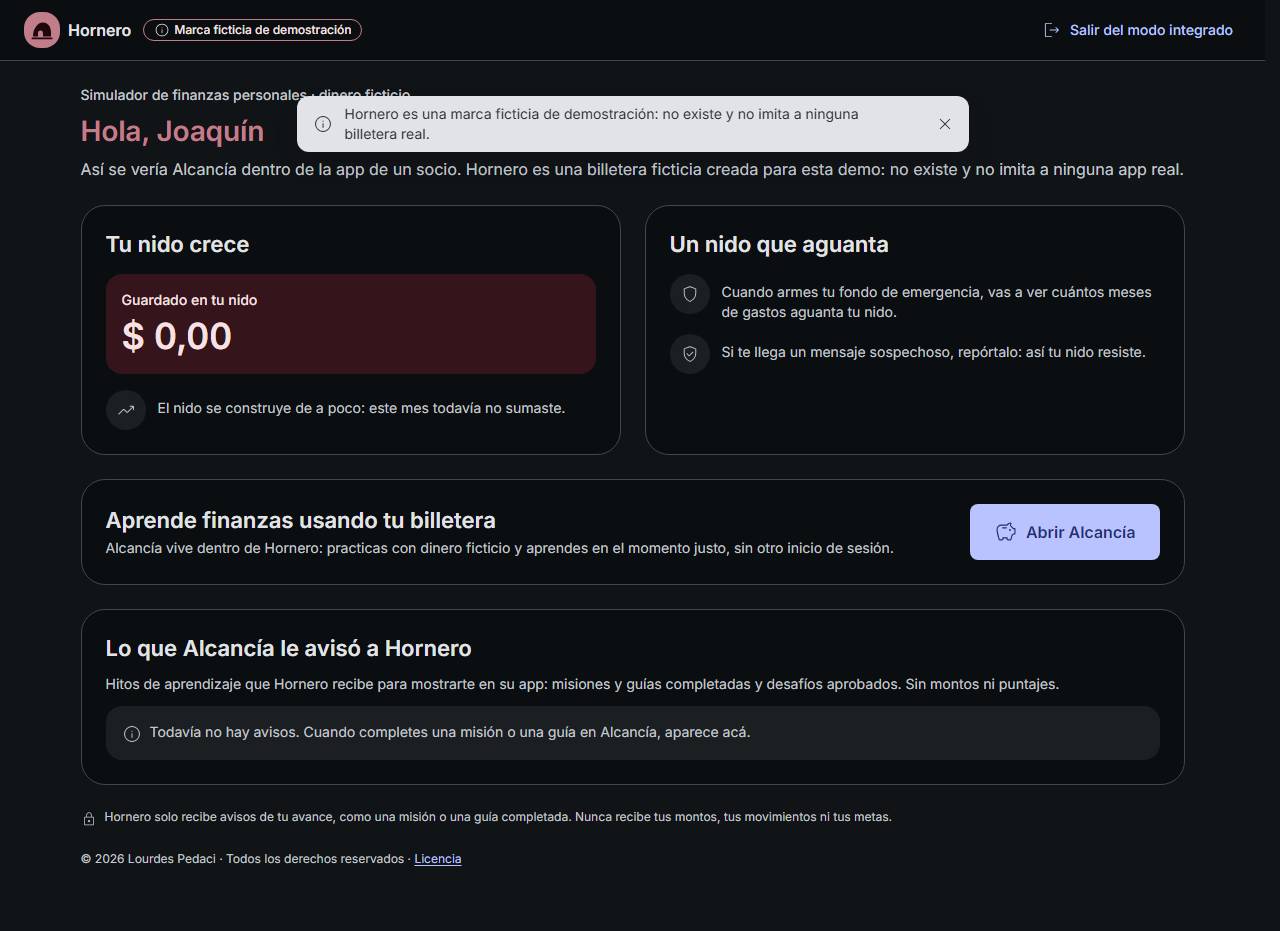 Hornero
Marca ficticia de demostración
Salir del modo integrado
Simulador de finanzas personales · dinero ficticio
Hornero es una marca ficticia de demostración: no existe y no imita a ninguna
billetera real.
Hola, Joaquín
Así se vería Alcancía dentro de la app de un socio. Hornero es una billetera ficticia creada para esta demo: no existe y no imita a ninguna app real.
Tu nido crece
Guardado en tu nido
$ 0,00
El nido se construye de a poco: este mes todavía no sumaste.
Un nido que aguanta
Cuando armes tu fondo de emergencia, vas a ver cuántos meses
de gastos aguanta tu nido.
Si te llega un mensaje sospechoso, repórtalo: así tu nido resiste.
Aprende finanzas usando tu billetera
Alcancía vive dentro de Hornero: practicas con dinero ficticio y aprendes en el momento justo, sin otro inicio de sesión.
Abrir Alcancía
Lo que Alcancía le avisó a Hornero
Hitos de aprendizaje que Hornero recibe para mostrarte en su app: misiones y guías completadas y desafíos aprobados. Sin montos ni puntajes.
Todavía no hay avisos. Cuando completes una misión o una guía en Alcancía, aparece acá.
Hornero solo recibe avisos de tu avance, como una misión o una guía completada. Nunca recibe tus montos, tus movimientos ni tus metas.
© 2026 Lourdes Pedaci · Todos los derechos reservados · Licencia